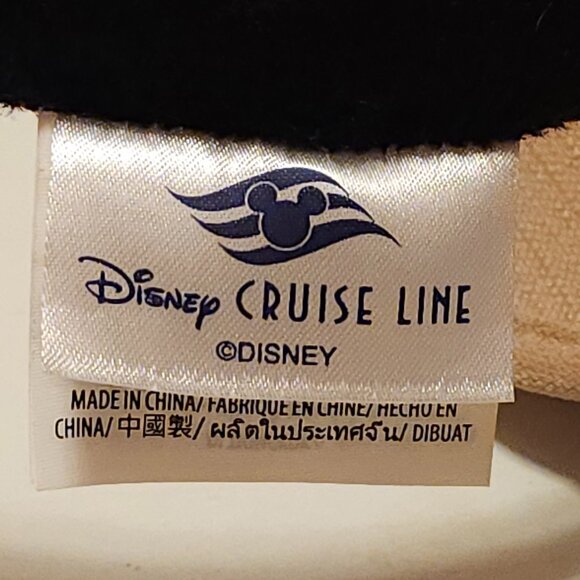 Disney CRUISE LINE
©DISNEY
MADE IN CHINA/ FABRIQUÉ EN CHINE/ HECHO EN
CHINA/ 中國製/ ผลิตในประเทศจีน/ DIBUAT